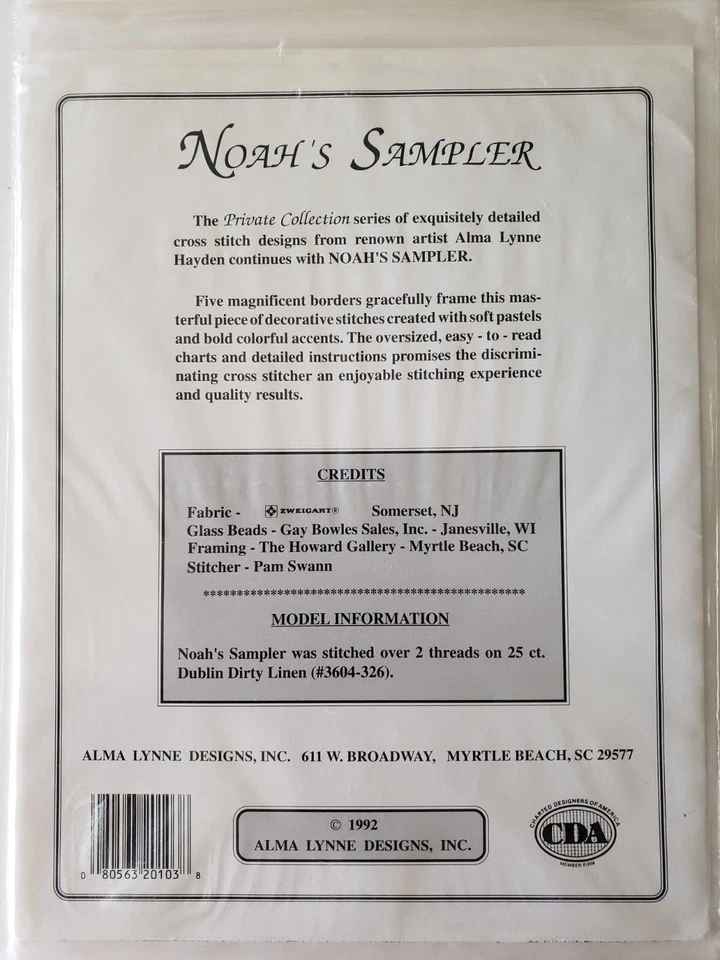 NOAH'S SAMPLER
The Private Collection series of exquisitely detailed
cross stitch designs from renown artist Alma Lynne
Hayden continues with NOAH'S SAMPLER.
Five magnificent borders gracefully frame this mas-
terful piece of decorative stitches created with soft pastels
and bold colorful accents. The oversized, easy - to - read
charts and detailed instructions promises the discrimi-
nating cross stitcher an enjoyable stitching experience
and quality results.
CREDITS
Fabric - ZWEIGART® Somerset, NJ
Glass Beads - Gay Bowles Sales, Inc. - Janesville, WI
Framing - The Howard Gallery - Myrtle Beach, SC
Stitcher - Pam Swann
************************************************
MODEL INFORMATION
Noah's Sampler was stitched over 2 threads on 25 ct.
Dublin Dirty Linen (#3604-326).
ALMA LYNNE DESIGNS, INC. 611 W. BROADWAY, MYRTLE BEACH, SC 29577
© 1992
ALMA LYNNE DESIGNS, INC.
CHARTED DESIGNERS OF AMERICA
CDA
MEMBER FIRM
0 80563 20103 8